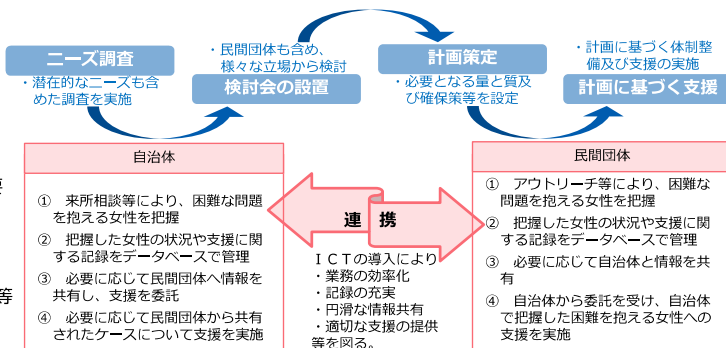 ニーズ調査
・潜在的なニーズも含
めた調査を実施
・民間団体も含め、
様々な立場から検討
検討会の設置
計画策定
・必要となる量と質及
び確保策等を設定
・計画に基づく体制整
備及び支援の実施
計画に基づく支援
自治体
① 来所相談等により、困難な問題
を抱える女性を把握
② 把握した女性の状況や支援に関
する記録をデータベースで管理
③ 必要に応じて民間団体へ情報を
共有し、支援を委託
④ 必要に応じて民間団体から共有
されたケースについて支援を実施
連 携
ＩＣＴの導入により
・業務の効率化
・記録の充実
・円滑な情報共有
・適切な支援の提供
等を図る。
民間団体
① アウトリーチ等により、困難な
問題を抱える女性を把握
② 把握した女性の状況や支援に関
する記録をデータベースで管理
③ 必要に応じて自治体と情報を共
有
④ 自治体から委託を受け、自治体
で把握した困難を抱える女性への
支援を実施
等